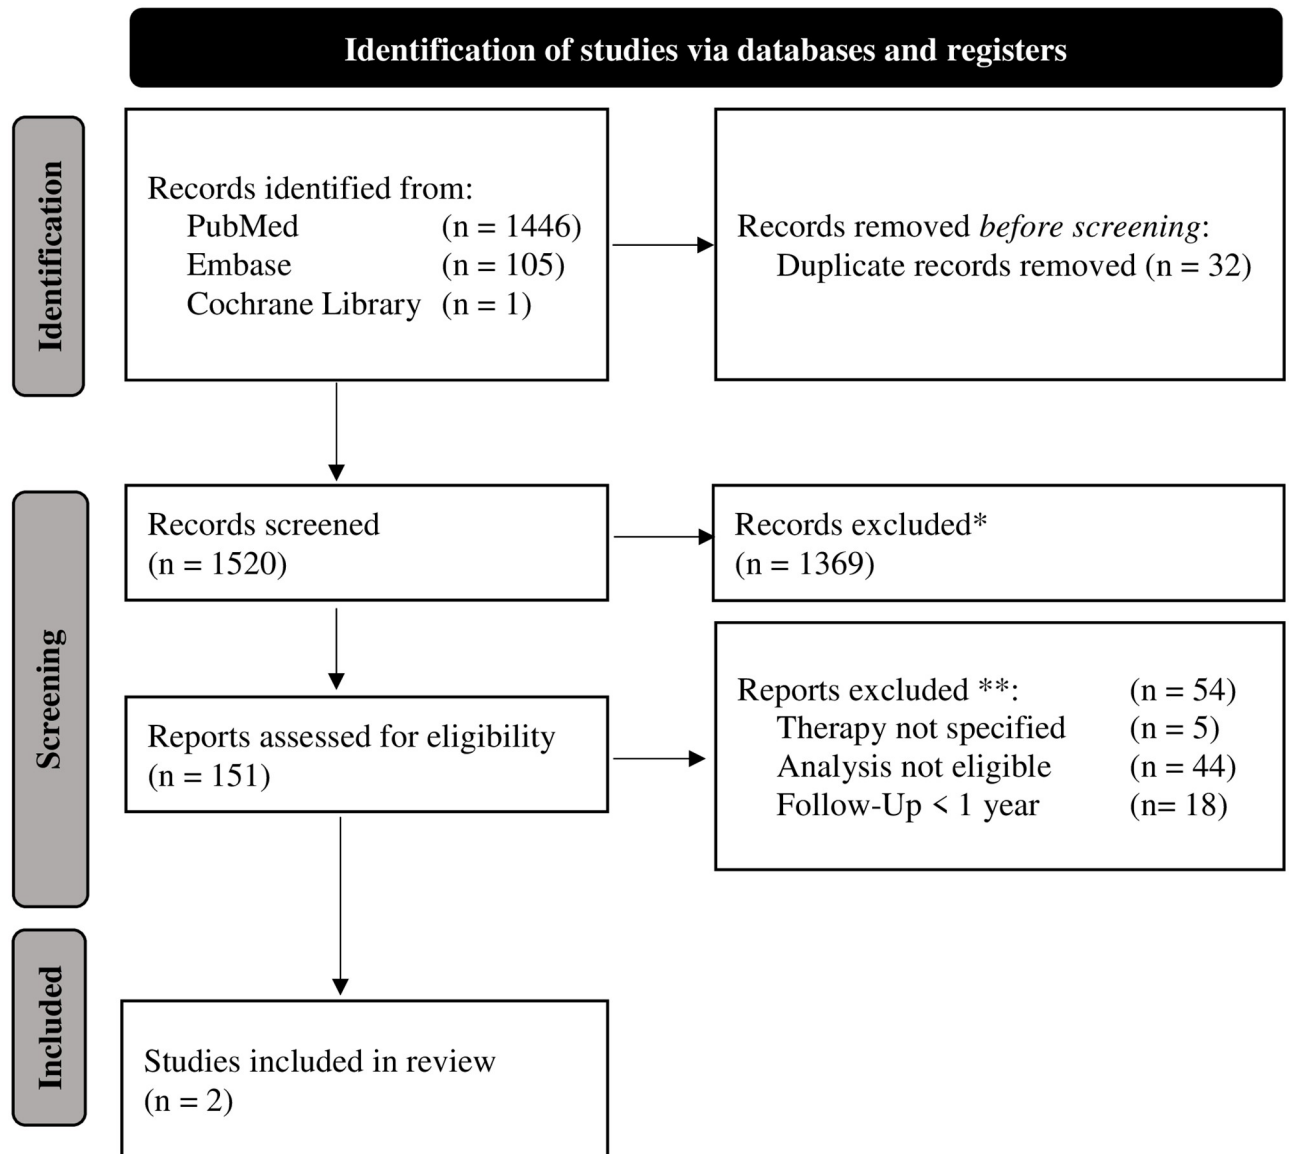 Identification of studies via databases and registers
Identification
Records identified from:
PubMed (n = 1446)
Embase (n = 105)
Cochrane Library (n = 1)
Records removed before screening:
Duplicate records removed (n = 32)
Screening
Records screened
(n = 1520)
Records excluded*
(n = 1369)
Reports assessed for eligibility
(n = 151)
Reports excluded **: (n = 54)
Therapy not specified (n = 5)
Analysis not eligible (n = 44)
Follow-Up < 1 year (n= 18)
Included
Studies included in review
(n = 2)